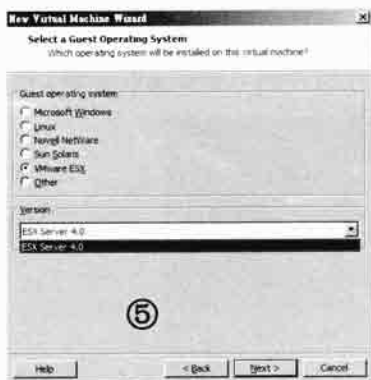 New Virtual Machine Wizard
Select a Guest Operating System
Which operating system will be installed on this virtual machine?
Guest operating system
Microsoft Windows
Linux
Novell NetWare
Sun Solaris
VMware ESX
Other
Version
ESX Server 4.0
ESX Server 4.0
⑤
Help
< Back
Next >
Cancel